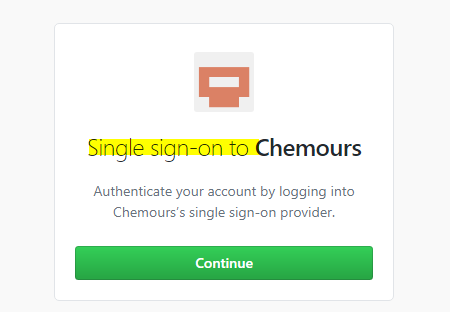 Single sign-on to Chemours
Authenticate your account by logging into
Chemours's single sign-on provider.
Continue